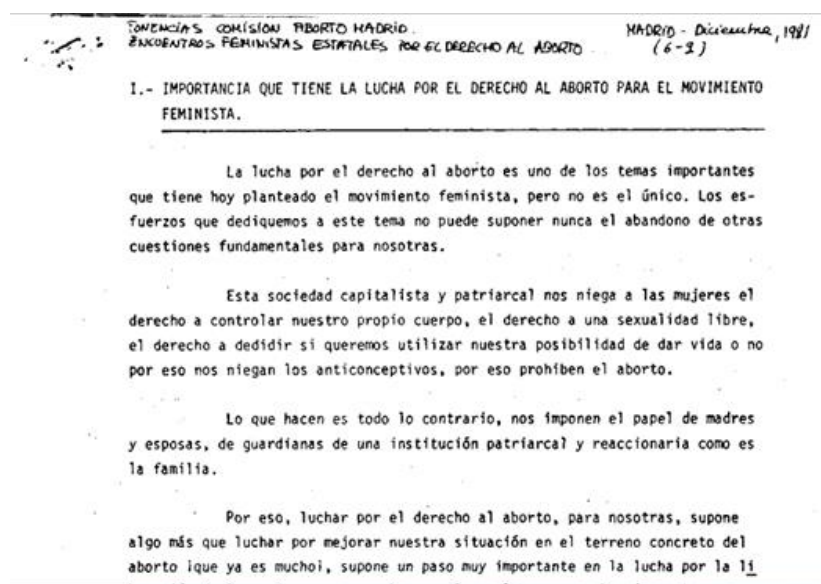 PONENCIAS COMISIÓN ABORTO MADRID.
ENCUENTROS FEMINISTAS ESTATALES POR EL DERECHO AL ABORTO
MADRID - Diciembre, 1981
I.- IMPORTANCIA QUE TIENE LA LUCHA POR EL DERECHO AL ABORTO PARA EL MOVIMIENTO
FEMINISTA.
La lucha por el derecho al aborto es uno de los temas importantes
que tiene hoy planteado el movimiento feminista, pero no es el único. Los es-
fuerzos que dediquemos a este tema no puede suponer nunca el abandono de otras
cuestiones fundamentales para nosotras.
Esta sociedad capitalista y patriarcal nos niega a las mujeres el
derecho a controlar nuestro propio cuerpo, el derecho a una sexualidad libre,
el derecho a dedidir si queremos utilizar nuestra posibilidad de dar vida o no
por eso nos niegan los anticonceptivos, por eso prohiben el aborto.
Lo que hacen es todo lo contrario, nos imponen el papel de madres
y esposas, de guardianas de una institución patriarcal y reaccionaria como es
la familia.
Por eso, luchar por el derecho al aborto, para nosotras, supone
algo más que luchar por mejorar nuestra situación en el terreno concreto del
aborto ¡que ya es mucho¡, supone un paso muy importante en la lucha por la li